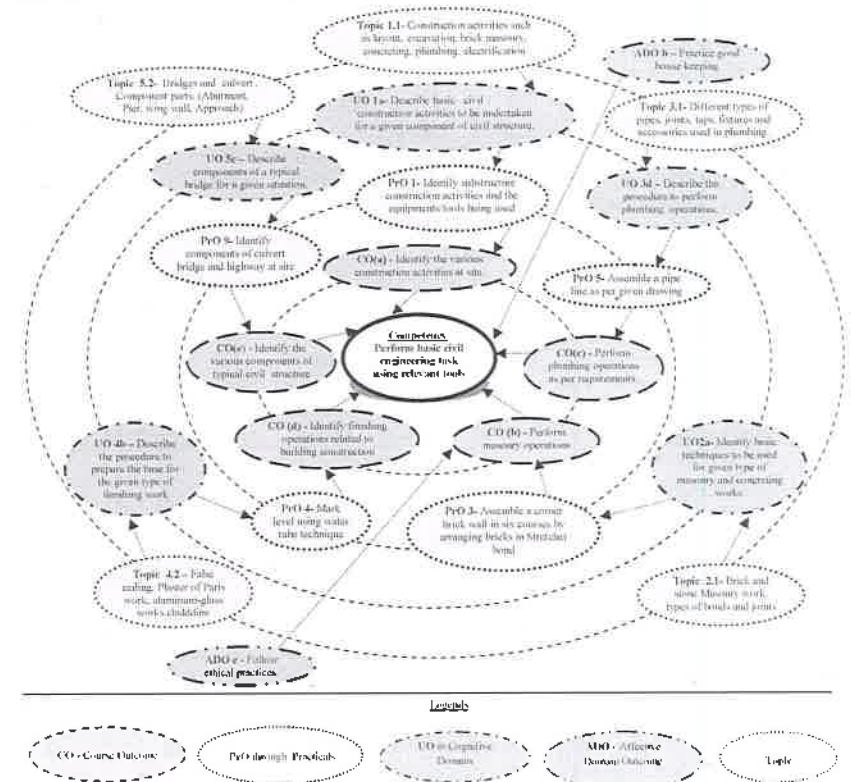 Topic 1.1- Construction activities such
as layout, excavation, brick masonry,
concreting, plumbing, electrification
ADO b – Practice good
house keeping
Topic 5.2- Bridges and culvert
Component parts. (Abutment,
Pier, wing wall, Approach)
UO 1a- Describe basic civil
construction activities to be undertaken
for a given component of civil structure.
Topic 3.1- Different types of
pipes, joints, taps, fixtures and
accessories used in plumbing
UO 5c – Describe
components of a typical
bridge for a given situation.
PrO 1- Identify substructure
construction activities and the
equipments tools being used
UO 3d – Describe the
procedure to perform
plumbing operations.
PrO 9- Identify
components of culvert
bridge and highway at site
CO(a) - Identify the various
construction activities at site.
PrO 5- Assemble a pipe
line as per given drawing
Competency
Perform basic civil
engineering task
using relevant tools
CO(e) - Identify the
various components of
typical civil structure
CO(c) - Perform
plumbing operations
as per requirements.
CO (d) - Identify finishing
operations related to
building construction
CO (b) - Perform
masonry operations
UO 4b – Describe
the procedure to
prepare the
for
the given type of
finishing work.
UO2a- Identify basic
techniques to be used
for given type of
masonry and concreting
works.
PrO 4- Mark
level using water
tube technique
PrO 3- Assemble a corner
brick wall in six courses by
arranging bricks in Stretcher
bond
Topic 4.2 – False
ceiling, Plaster of Paris
work, aluminum-glass
works
Topic 2.1- Brick and
stone Masonry work,
types of bonds and joints
ADO e - Follow
ethical practices
Legends
CO - Course Outcome
PrO through Practicals
UO in Cognitive
Domain
ADO - Affective
Domain Outcome
Topic